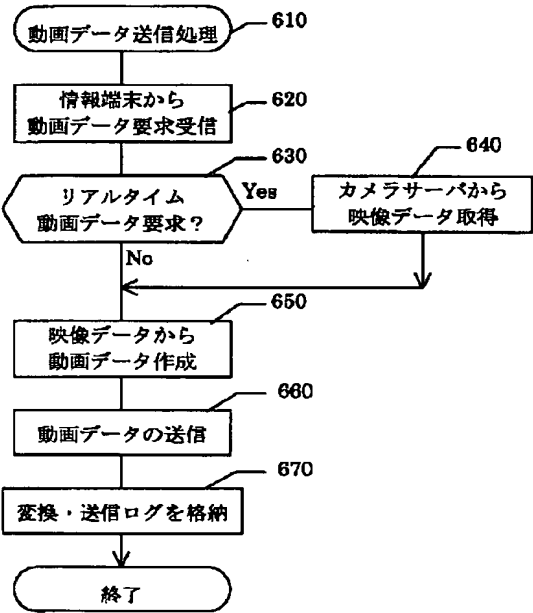 動画データ送信処理
610
情報端末から
動画データ要求受信
620
630
リアルタイム
動画データ要求?
Yes
640
カメラサーバから
映像データ取得
No
650
映像データから
動画データ作成
660
動画データの送信
670
変換・送信ログを格納
終了